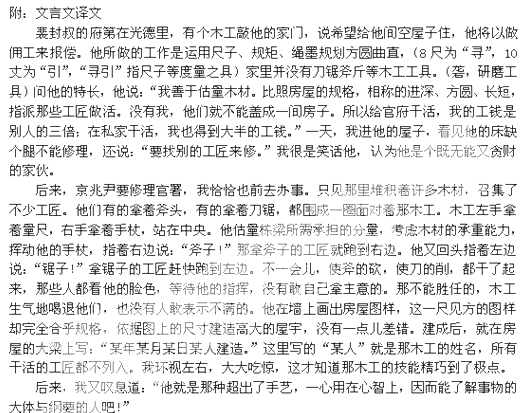 附：文言文译文
裴封叔的府第在光德里，有个木工敲他的家门，说希望给他间空屋子住，他将以做
佣工来报偿。他所做的工作是运用尺子、规矩、绳墨规划方圆曲直，(8 尺为“寻”，10
丈为“引”，“寻引”指尺子等度量之具) 家里并没有刀锯斧斤等木工工具。(砻，研磨工
具) 问他的特长，他说：“我善于估量木材。比照房屋的规格，相称的进深、方圆、长短，
指派那些工匠做活。没有我，他们就不能盖成一间房子。所以给官府干活，我的工钱是
别人的三倍；在私家干活，我也得到大半的工钱。”一天，我进他的屋子，看见他的床缺
个腿不能修理，还说：“要找别的工匠来修。”我很是笑话他，认为他是个既无能又贪财
的家伙。
后来，京兆尹要修理官署，我恰恰也前去办事。只见那里堆积着许多木材，召集了
不少工匠。他们有的拿着斧头，有的拿着刀锯，都围成一圈面对着那木工。木工左手拿
着量尺，右手拿着手杖，站在中央。他估量栋梁所需承担的分量，考虑木材的承重能力，
挥动他的手杖，指着右边说：“斧子！”那拿斧子的工匠就跑到右边。他又回头指着左边
说：“锯子！”拿锯子的工匠赶快跑到左边。不一会儿，使斧的砍，使刀的削，都干了起
来，那些人都看他的脸色，等待他的指挥，没有敢自己拿主意的。那不能胜任的，木工
生气地喝退他们，也没有人敢表示不满的。他在墙上画出房屋图样，这一尺见方的图样
却完全合乎规格，依据图上的尺寸建造高大的屋宇，没有一点儿差错。建成后，就在房
屋的大梁上写：“某年某月某日某人建造。”这里写的“某人”就是那木工的姓名，所有
干活的工匠都不列入。我环视左右，大大吃惊，这才知道那木工的技能精巧到了极点。
后来，我又叹息道：“他就是那种超出了手艺，一心用在心智上，因而能了解事物的
大体与纲要的人吧！”